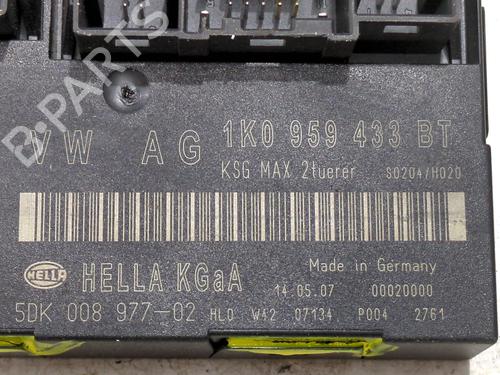 B-PARTS
VW AG 1K0 959 433 BT
KSG MAX 2tuerer S0204/H020
HELLA HELLA KGaA Made in Germany
14.05.07 00020000
5DK 008 977-02 HL0 W42 07134 P004 2761